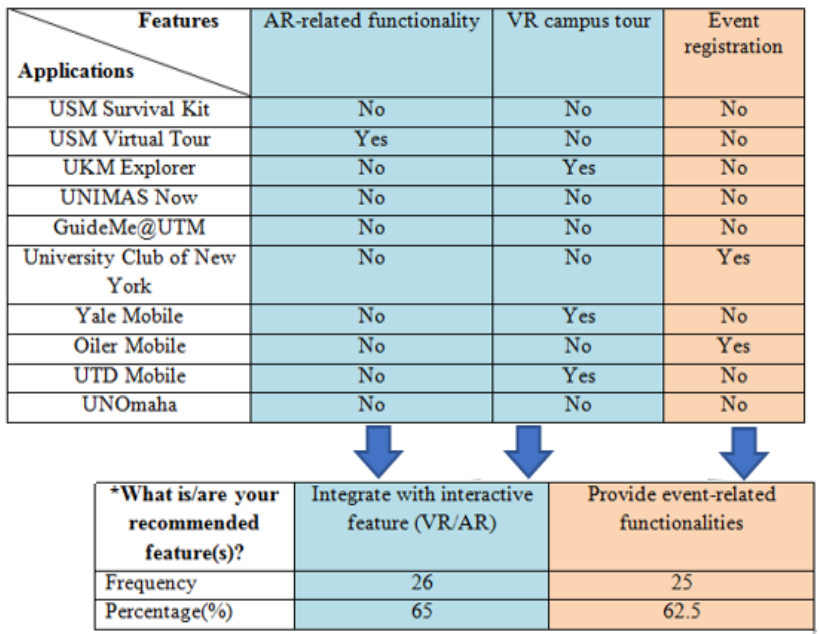 Features AR-related functionality VR campus tour Event
registration
Applications
USM Survival Kit No No No
USM Virtual Tour Yes No No
UKM Explorer No Yes No
UNIMAS Now No No No
GuideMe@UTM No No No
University Club of New No No Yes
York
Yale Mobile No Yes No
Oiler Mobile No No Yes
UTD Mobile No Yes No
UNOmaha No No No
*What is/are your Integrate with interactive Provide event-related
recommended feature (VR/AR) functionalities
feature(s)?
Frequency 26 25
Percentage(%) 65 62.5